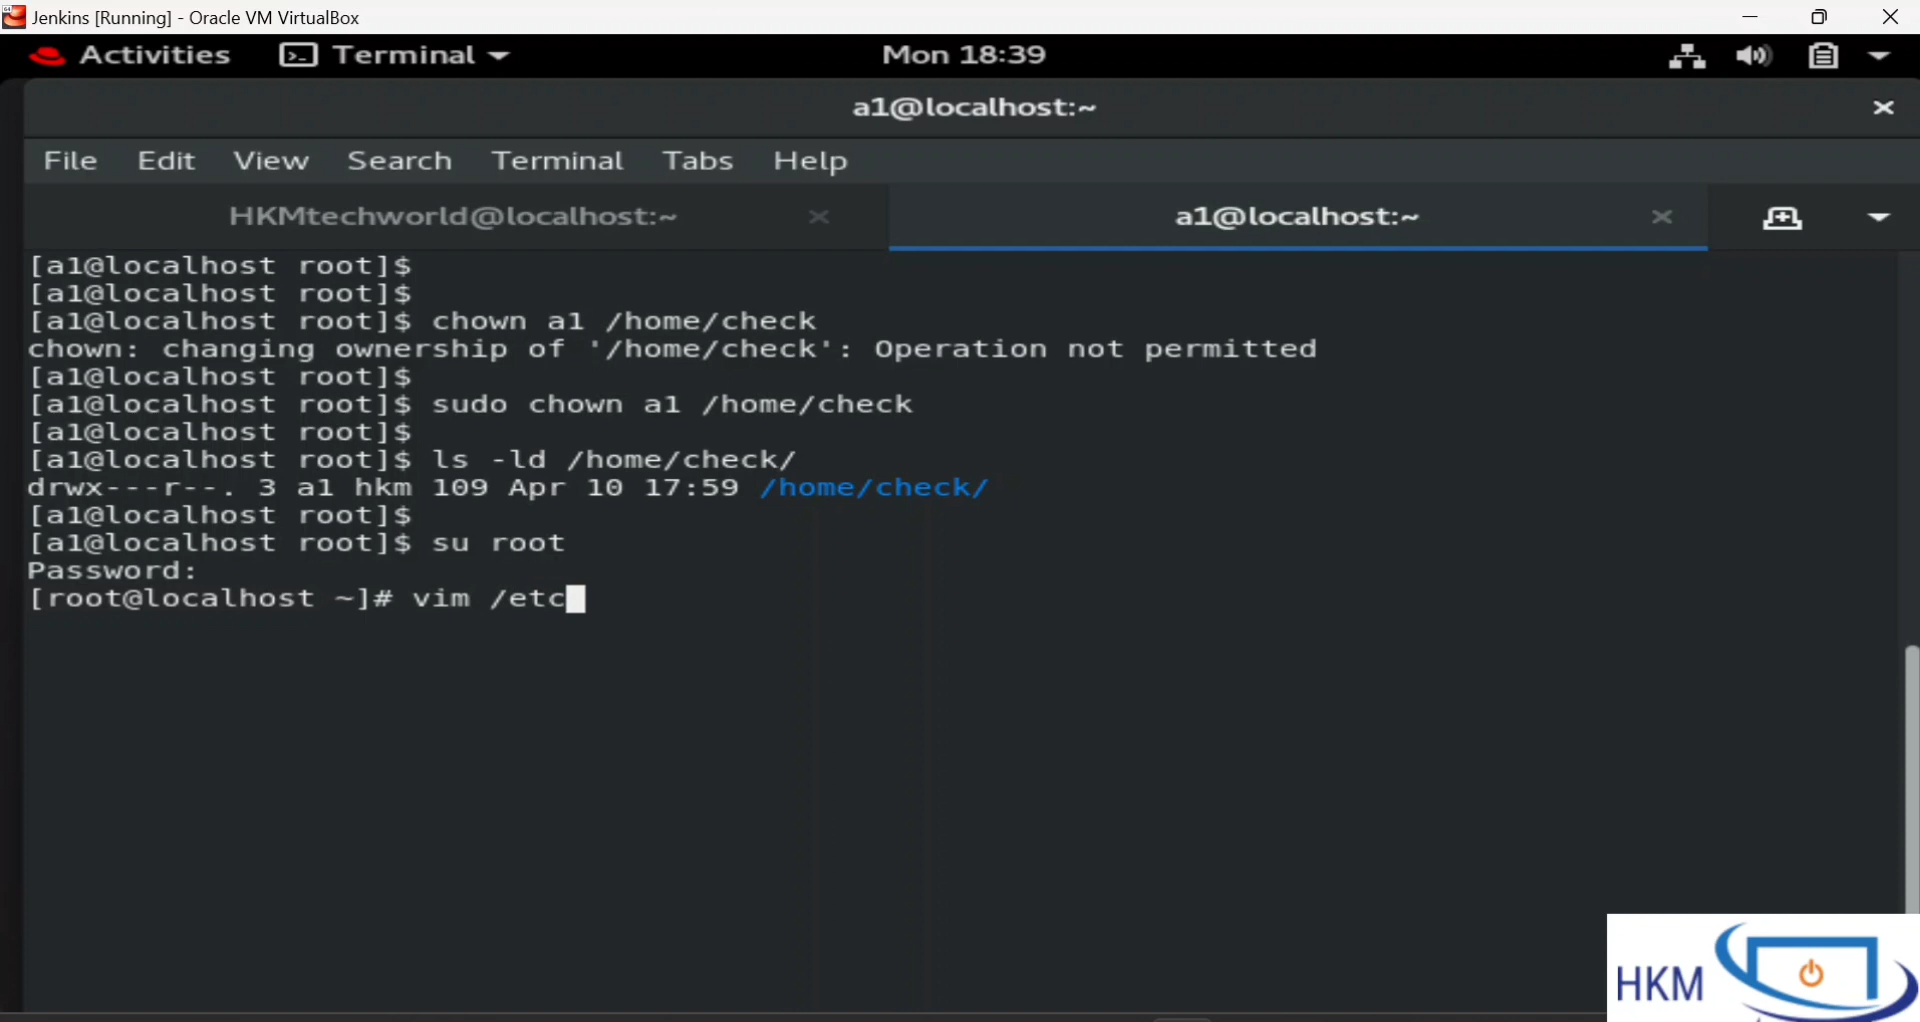 Jenkins [Running] - Oracle VM VirtualBox
Activities Terminal Mon 18:39
a1@localhost:~
File Edit View Search Terminal Tabs Help
HKMtechworld@localhost:~ a1@localhost:~
[a1@localhost root]$
[a1@localhost root]$
[a1@localhost root]$ chown a1 /home/check
chown: changing ownership of '/home/check': Operation not permitted
[a1@localhost root]$
[a1@localhost root]$ sudo chown a1 /home/check
[a1@localhost root]$
[a1@localhost root]$ ls -ld /home/check/
drwx---r--. 3 a1 hkm 109 Apr 10 17:59 /home/check/
[a1@localhost root]$
[a1@localhost root]$ su root
Password:
[root@localhost ~]# vim /etc
HKM